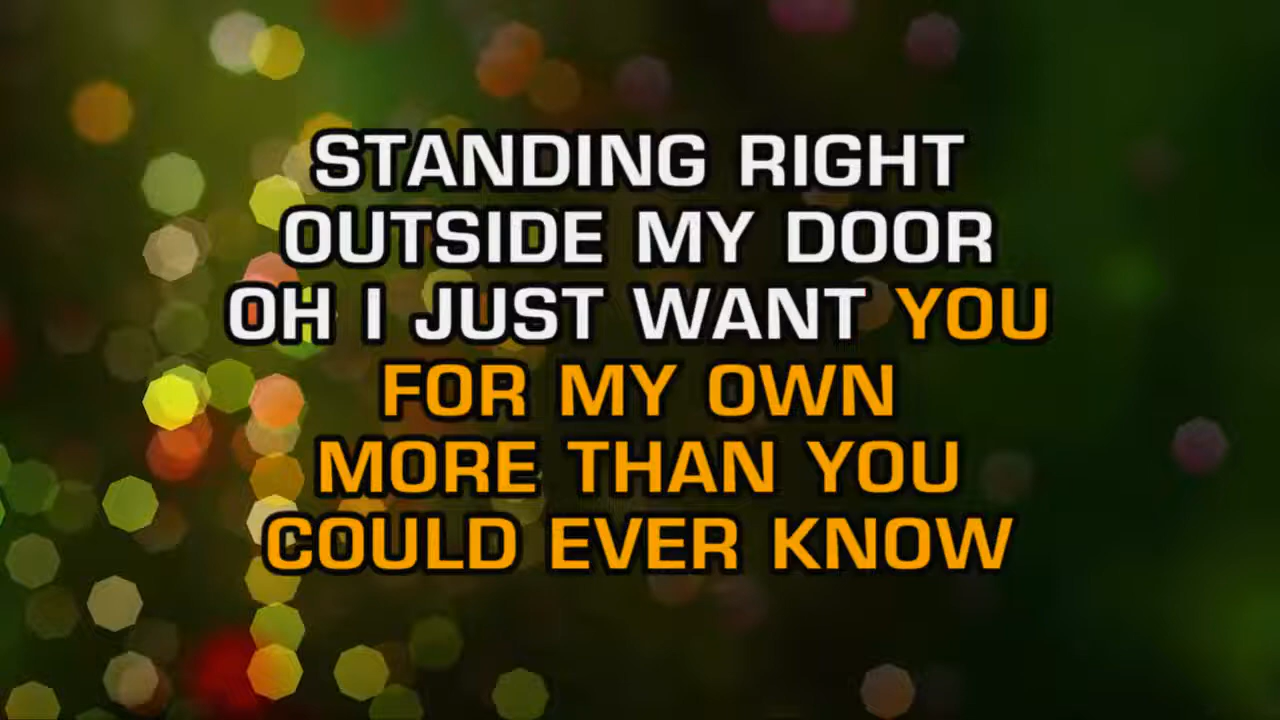 STANDING RIGHT
OUTSIDE MY DOOR
OH I JUST WANT YOU
FOR MY OWN
MORE THAN YOU
COULD EVER KNOW